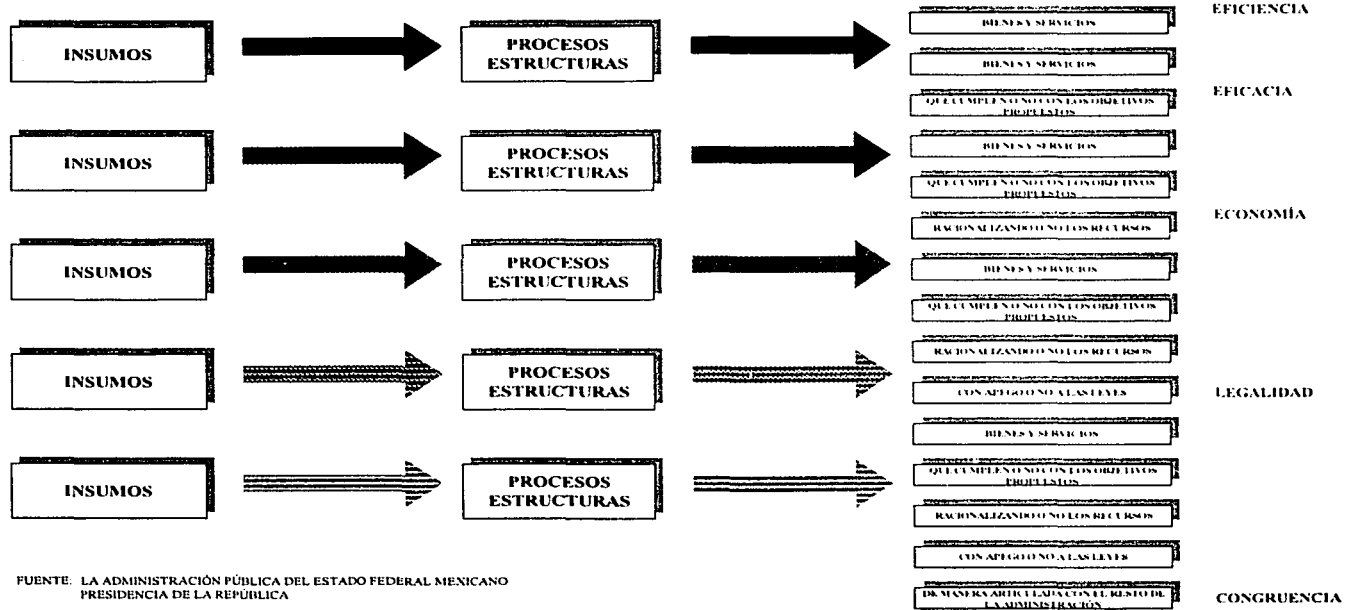 INSUMOS
PROCESOS
ESTRUCTURAS
BIENES Y SERVICIOS
EFICIENCIA
BIENES Y SERVICIOS
QUE CUMPLEN O NO CON LOS OBJETIVOS
PROPUESTOS
EFICACIA
INSUMOS
PROCESOS
ESTRUCTURAS
BIENES Y SERVICIOS
QUE CUMPLEN O NO CON LOS OBJETIVOS
PROPUESTOS
RACIONALIZANDO O NO LOS RECURSOS
ECONOMÍA
INSUMOS
PROCESOS
ESTRUCTURAS
BIENES Y SERVICIOS
QUE CUMPLEN O NO CON LOS OBJETIVOS
PROPUESTOS
RACIONALIZANDO O NO LOS RECURSOS
CON APEGO O NO A LAS LEYES
LEGALIDAD
INSUMOS
PROCESOS
ESTRUCTURAS
BIENES Y SERVICIOS
QUE CUMPLEN O NO CON LOS OBJETIVOS
PROPUESTOS
RACIONALIZANDO O NO LOS RECURSOS
CON APEGO O NO A LAS LEYES
DE MANERA ARTICULADA CON EL RESTO DE
LA ADMINISTRACIÓN
CONGRUENCIA
INSUMOS
PROCESOS
ESTRUCTURAS
FUENTE: LA ADMINISTRACIÓN PÚBLICA DEL ESTADO FEDERAL MEXICANO
PRESIDENCIA DE LA REPÚBLICA